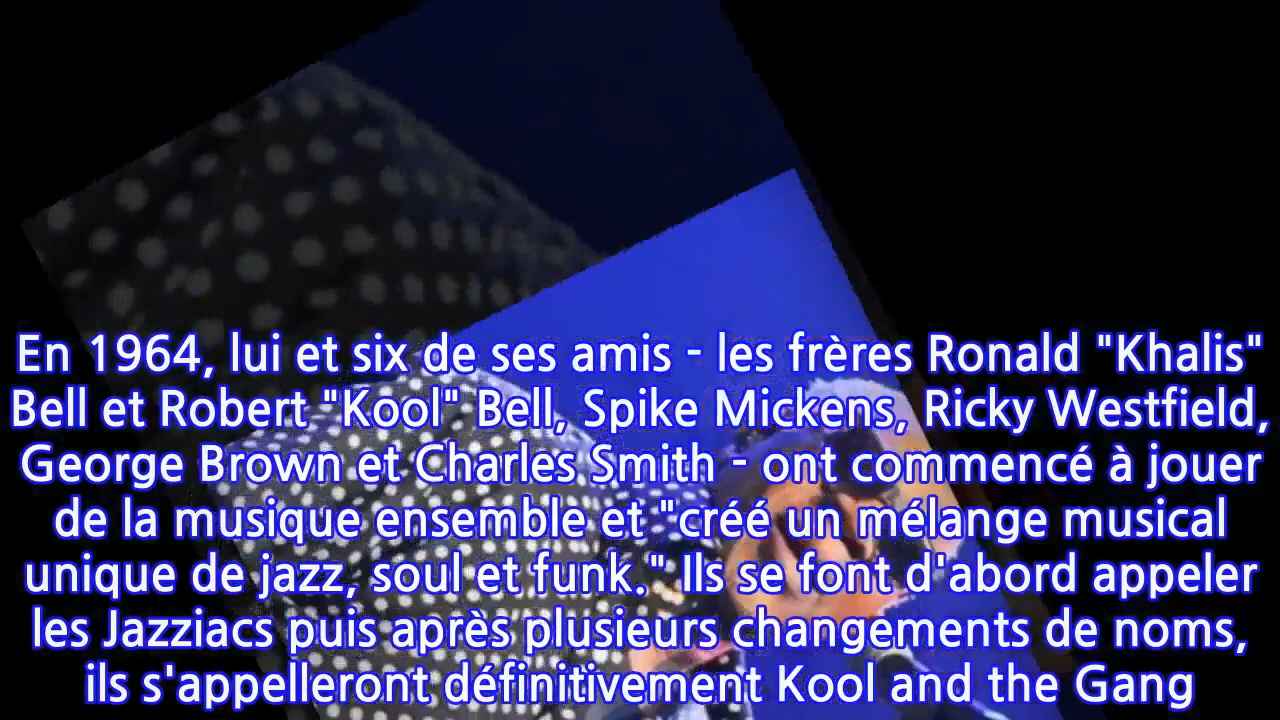 En 1964, lui et six de ses amis - les frères Ronald "Khalis"
Bell et Robert "Kool" Bell, Spike Mickens, Ricky Westfield,
George Brown et Charles Smith - ont commencé à jouer
de la musique ensemble et "créé un mélange musical
unique de jazz, soul et funk." Ils se font d'abord appeler
les Jazziacs puis après plusieurs changements de noms,
ils s'appelleront définitivement Kool and the Gang